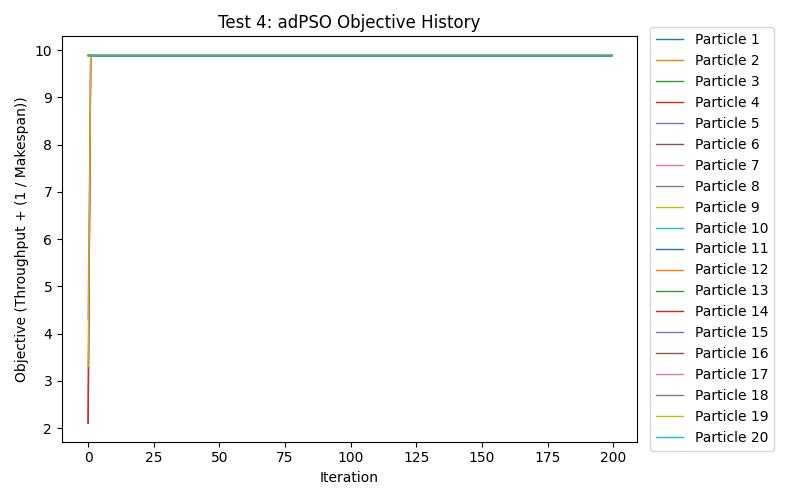 Test 4: adPSO Objective History
Objective (Throughput + (1 / Makespan))
10
9
8
7
6
5
4
3
2
0 25 50 75 100 125 150 175 200
Iteration
Particle 1
Particle 2
Particle 3
Particle 4
Particle 5
Particle 6
Particle 7
Particle 8
Particle 9
Particle 10
Particle 11
Particle 12
Particle 13
Particle 14
Particle 15
Particle 16
Particle 17
Particle 18
Particle 19
Particle 20